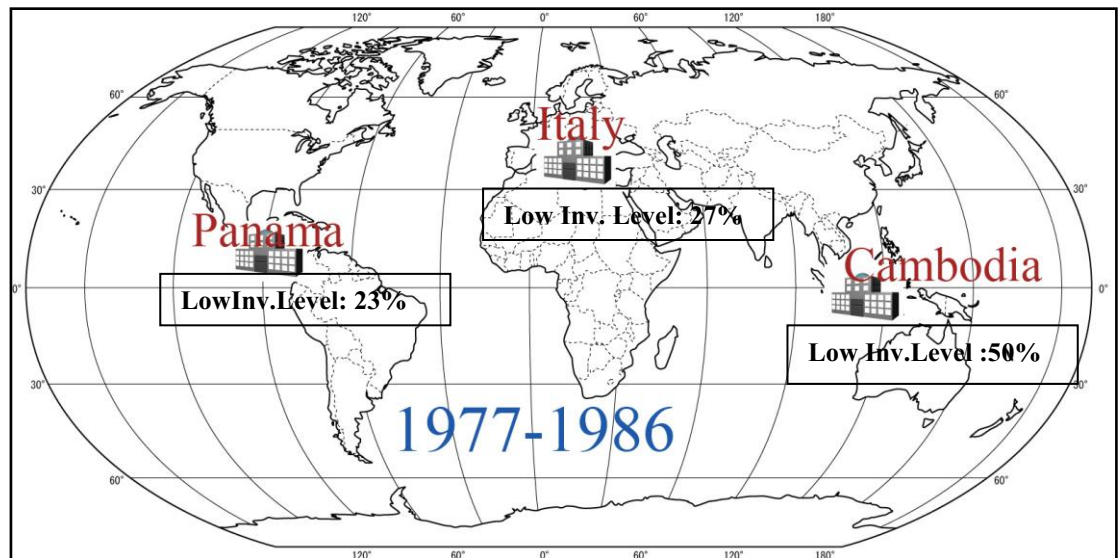 120° 60° 0° 60° 120° 180°
60° 60°
Italy
30° 30°
Low Inv. Level: 27%
Panama
Cambodia
0° 0°
LowInv.Level: 23%
Low Inv.Level :50%
30° 30°
1977-1986
60° 60°
120° 60° 0° 60° 120° 180°